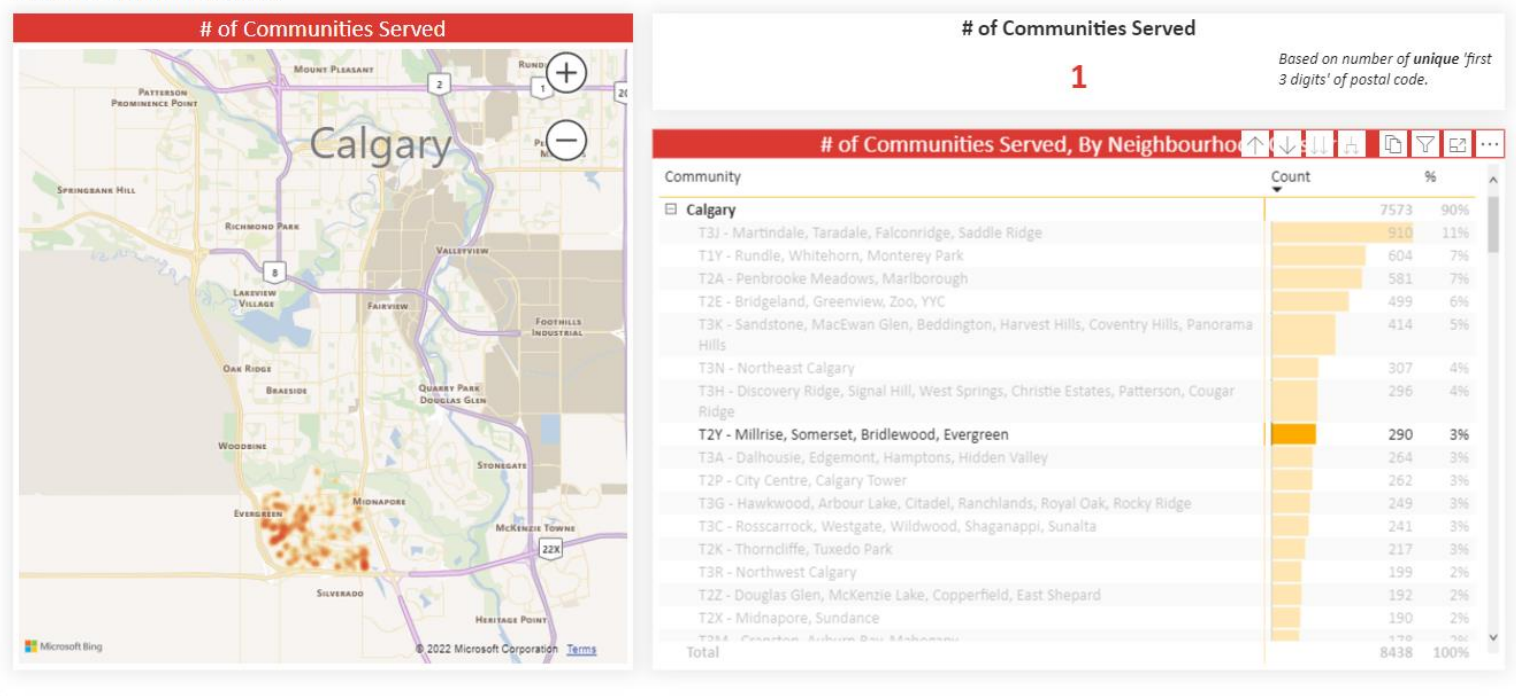 # of Communities Served
MOUNT PLEASANT
2
1
PATTERSON
PROMINENCE POINT
Calgary
SPRINGBANK HILL
RICHMOND PARK
VALLEYVIEW
8
LAKEVIEW
VILLAGE
FAIRVIEW
FOOTHILLS
INDUSTRIAL
OAK RIDGE
BRAESIDE
QUARRY PARK
DOUGLAS GLEN
WOODBINE
STONEGATE
EVERGREEN
MIDNAPORE
MCKENZIE TOWNE
22X
SILVERADO
HERITAGE POINT
Microsoft Bing
© 2022 Microsoft Corporation Terms
# of Communities Served
1
Based on number of unique 'first
3 digits' of postal code.
# of Communities Served, By
Community Count %
Calgary 7573 90%
T3J - Martindale, Taradale, Falconridge, Saddle Ridge 910 11%
T1Y - Rundle, Whitehorn, Monterey Park 604 7%
T2A - Penbrooke Meadows, Marlborough 581 7%
T2E - Bridgeland, Greenview, Zoo, YYC 499 6%
T3K - Sandstone, MacEwan Glen, Beddington, Harvest Hills, Coventry Hills, Panorama 414 5%
Hills
T3N - Northeast Calgary 307 4%
T3H - Discovery Ridge, Signal Hill, West Springs, Christie Estates, Patterson, Cougar 296 4%
Ridge
T2Y - Millrise, Somerset, Bridlewood, Evergreen 290 3%
T3A - Dalhousie, Edgemont, Hamptons, Hidden Valley 264 3%
T2P - City Centre, Calgary Tower 262 3%
T3G - Hawkwood, Arbour Lake, Citadel, Ranchlands, Royal Oak, Rocky Ridge 249 3%
T3C - Rosscarrock, Westgate, Wildwood, Shaganappi, Sunalta 241 3%
T2K - Thorncliffe, Tuxedo Park 217 3%
T3R - Northwest Calgary 199 2%
T2Z - Douglas Glen, McKenzie Lake, Copperfield, East Shepard 192 2%
T2X - Midnapore, Sundance 190 2%
Total 8438 100%